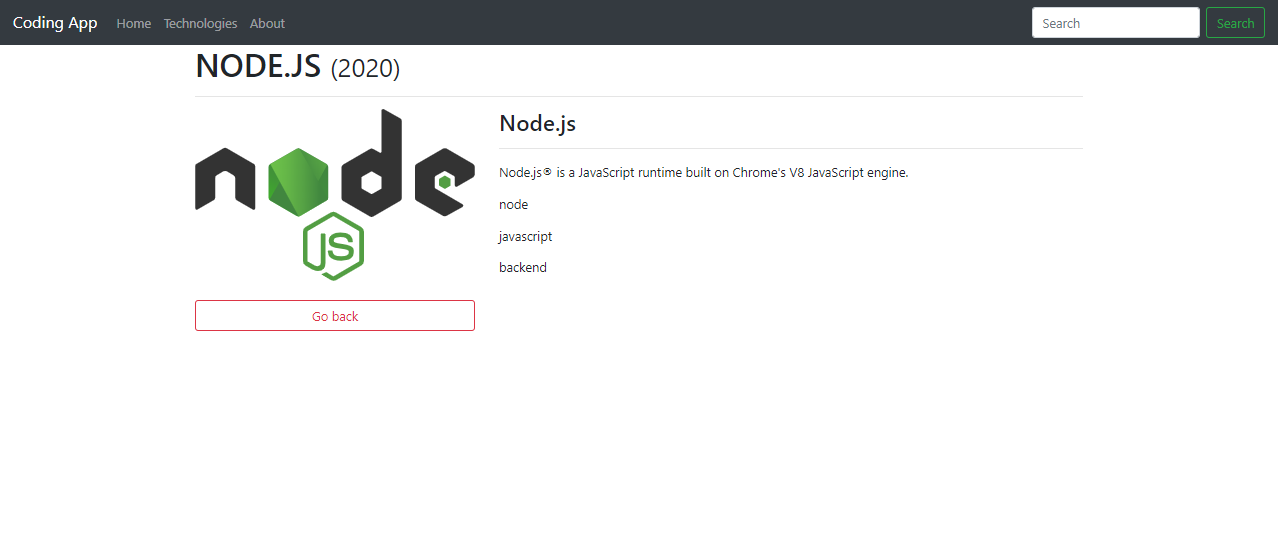 Coding App Home Technologies About Search Search
NODE.JS (2020)
node
JS
Go back
Node.js
Node.js® is a JavaScript runtime built on Chrome's V8 JavaScript engine.
node
javascript
backend